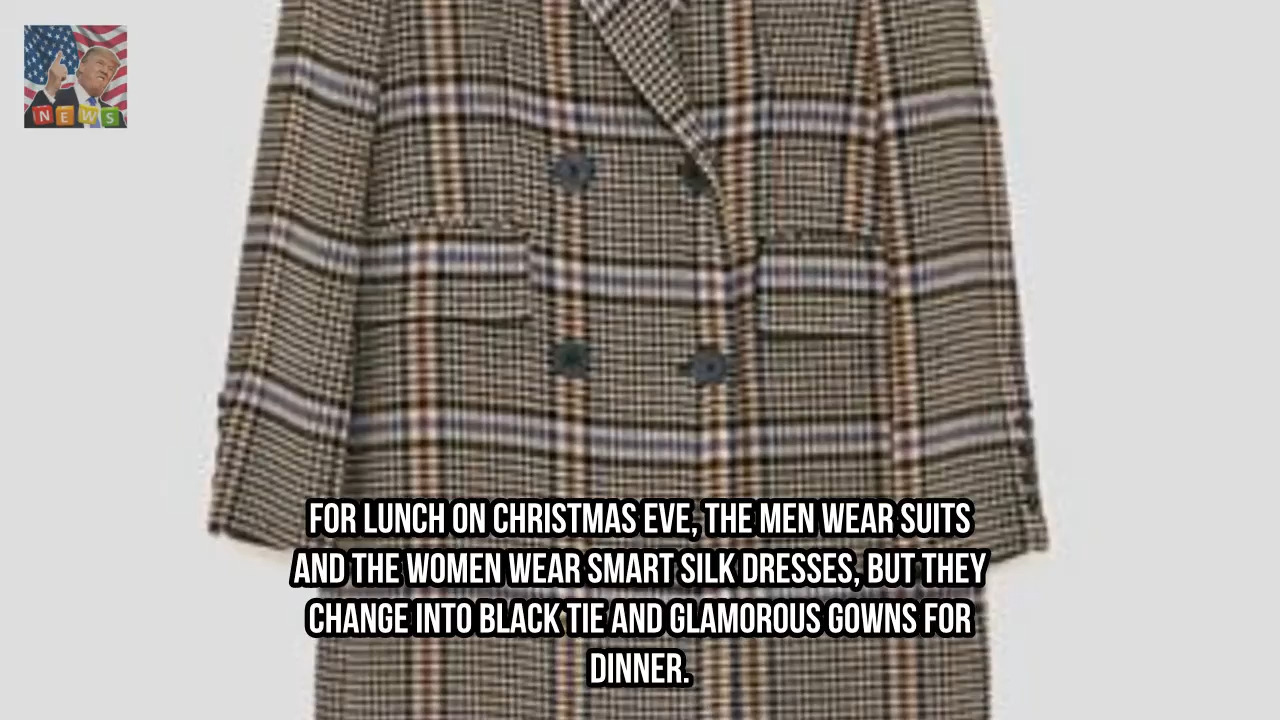 NEWS
FOR LUNCH ON CHRISTMAS EVE, THE MEN WEAR SUITS
AND THE WOMEN WEAR SMART SILK DRESSES, BUT THEY
CHANGE INTO BLACK TIE AND GLAMOROUS GOWNS FOR
DINNER.